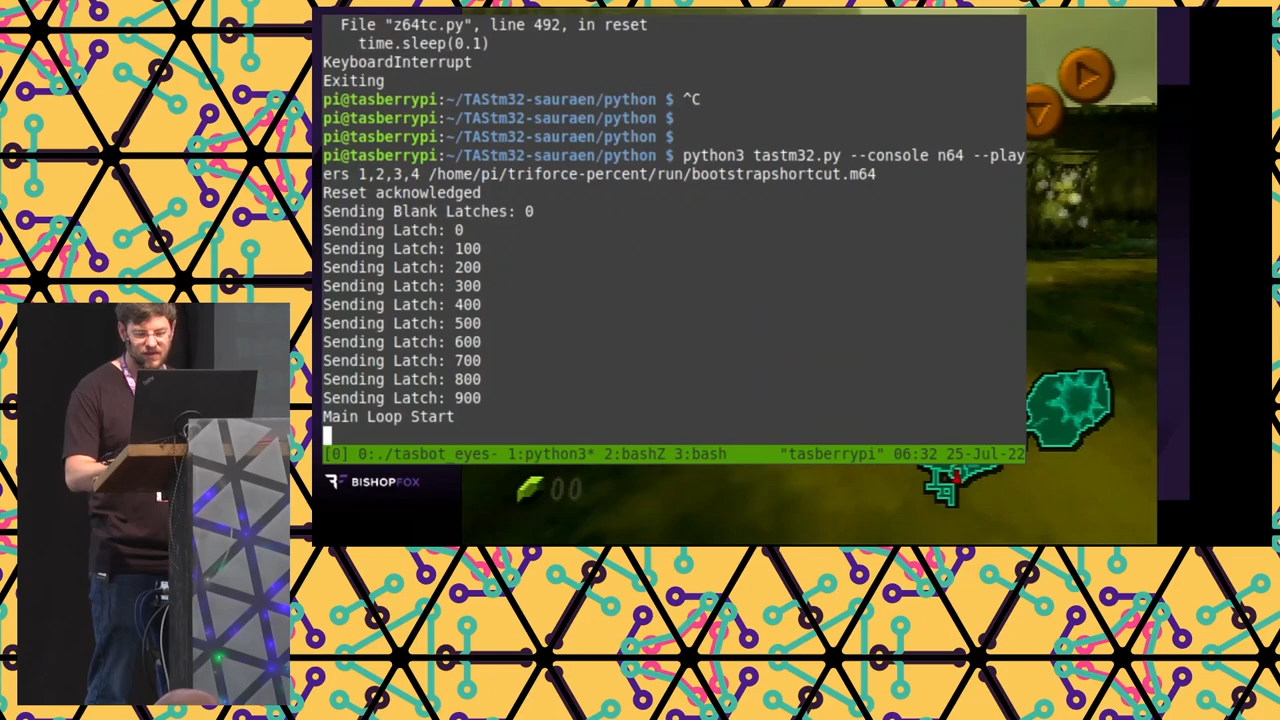 File "z64tc.py", line 492, in reset
time.sleep(0.1)
KeyboardInterrupt
Exiting
pi@tasberrypi:~/TAStm32-sauraen/python $ ^C
pi@tasberrypi:~/TAStm32-sauraen/python $
pi@tasberrypi:~/TAStm32-sauraen/python $
pi@tasberrypi:~/TAStm32-sauraen/python $ python3 tastm32.py --console n64 --play
ers 1,2,3,4 /home/pi/triforce-percent/run/bootstrapshortcut.m64
Reset acknowledged
Sending Blank Latches: 0
Sending Latch: 0
Sending Latch: 100
Sending Latch: 200
Sending Latch: 300
Sending Latch: 400
Sending Latch: 500
Sending Latch: 600
Sending Latch: 700
Sending Latch: 800
Sending Latch: 900
Main Loop Start
[0] 0:./tasbot_eyes- 1:python3* 2:bashZ 3:bash "tasberrypi" 06:32 25-Jul-22
BISHOPFOX
00